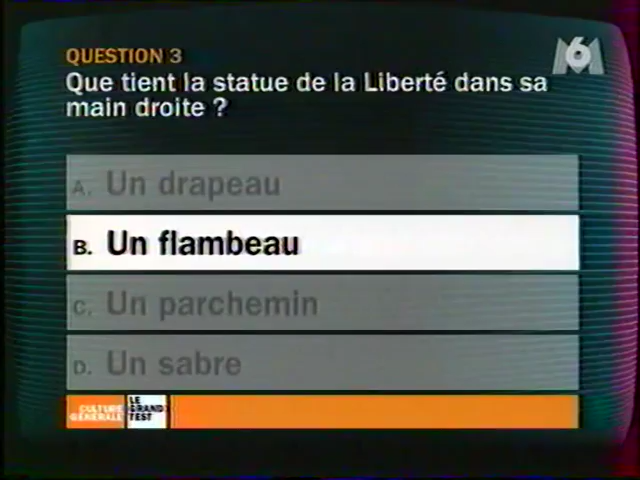 QUESTION 3
M6
Que tient la statue de la Liberté dans sa
main droite ?
A. Un drapeau
B. Un flambeau
C. Un parchemin
D. Un sabre
CULTURE
GÉNÉRALE
LE
GRAND
TEST